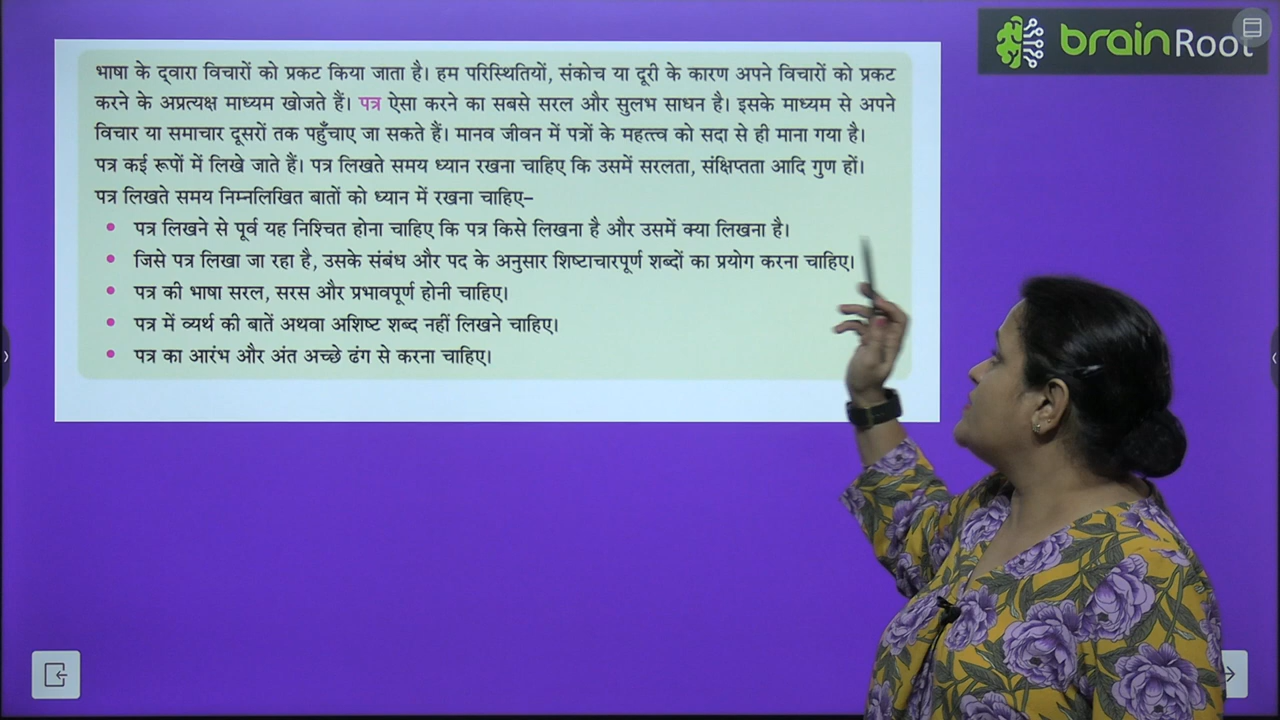 brainRoot
भाषा के द्वारा विचारों को प्रकट किया जाता है। हम परिस्थितियों, संकोच या दूरी के कारण अपने विचारों को प्रकट
करने के अप्रत्यक्ष माध्यम खोजते हैं। पत्र ऐसा करने का सबसे सरल और सुलभ साधन है। इसके माध्यम से अपने
विचार या समाचार दूसरों तक पहुँचाए जा सकते हैं। मानव जीवन में पत्रों के महत्त्व को सदा से ही माना गया है।
पत्र कई रूपों में लिखे जाते हैं। पत्र लिखते समय ध्यान रखना चाहिए कि उसमें सरलता, संक्षिप्तता आदि गुण हों।
पत्र लिखते समय निम्नलिखित बातों को ध्यान में रखना चाहिए–
• पत्र लिखने से पूर्व यह निश्चित होना चाहिए कि पत्र किसे लिखना है और उसमें क्या लिखना है।
• जिसे पत्र लिखा जा रहा है, उसके संबंध और पद के अनुसार शिष्टाचारपूर्ण शब्दों का प्रयोग करना चाहिए।
• पत्र की भाषा सरल, सरस और प्रभावपूर्ण होनी चाहिए।
• पत्र में व्यर्थ की बातें अथवा अशिष्ट शब्द नहीं लिखने चाहिए।
• पत्र का आरंभ और अंत अच्छे ढंग से करना चाहिए।